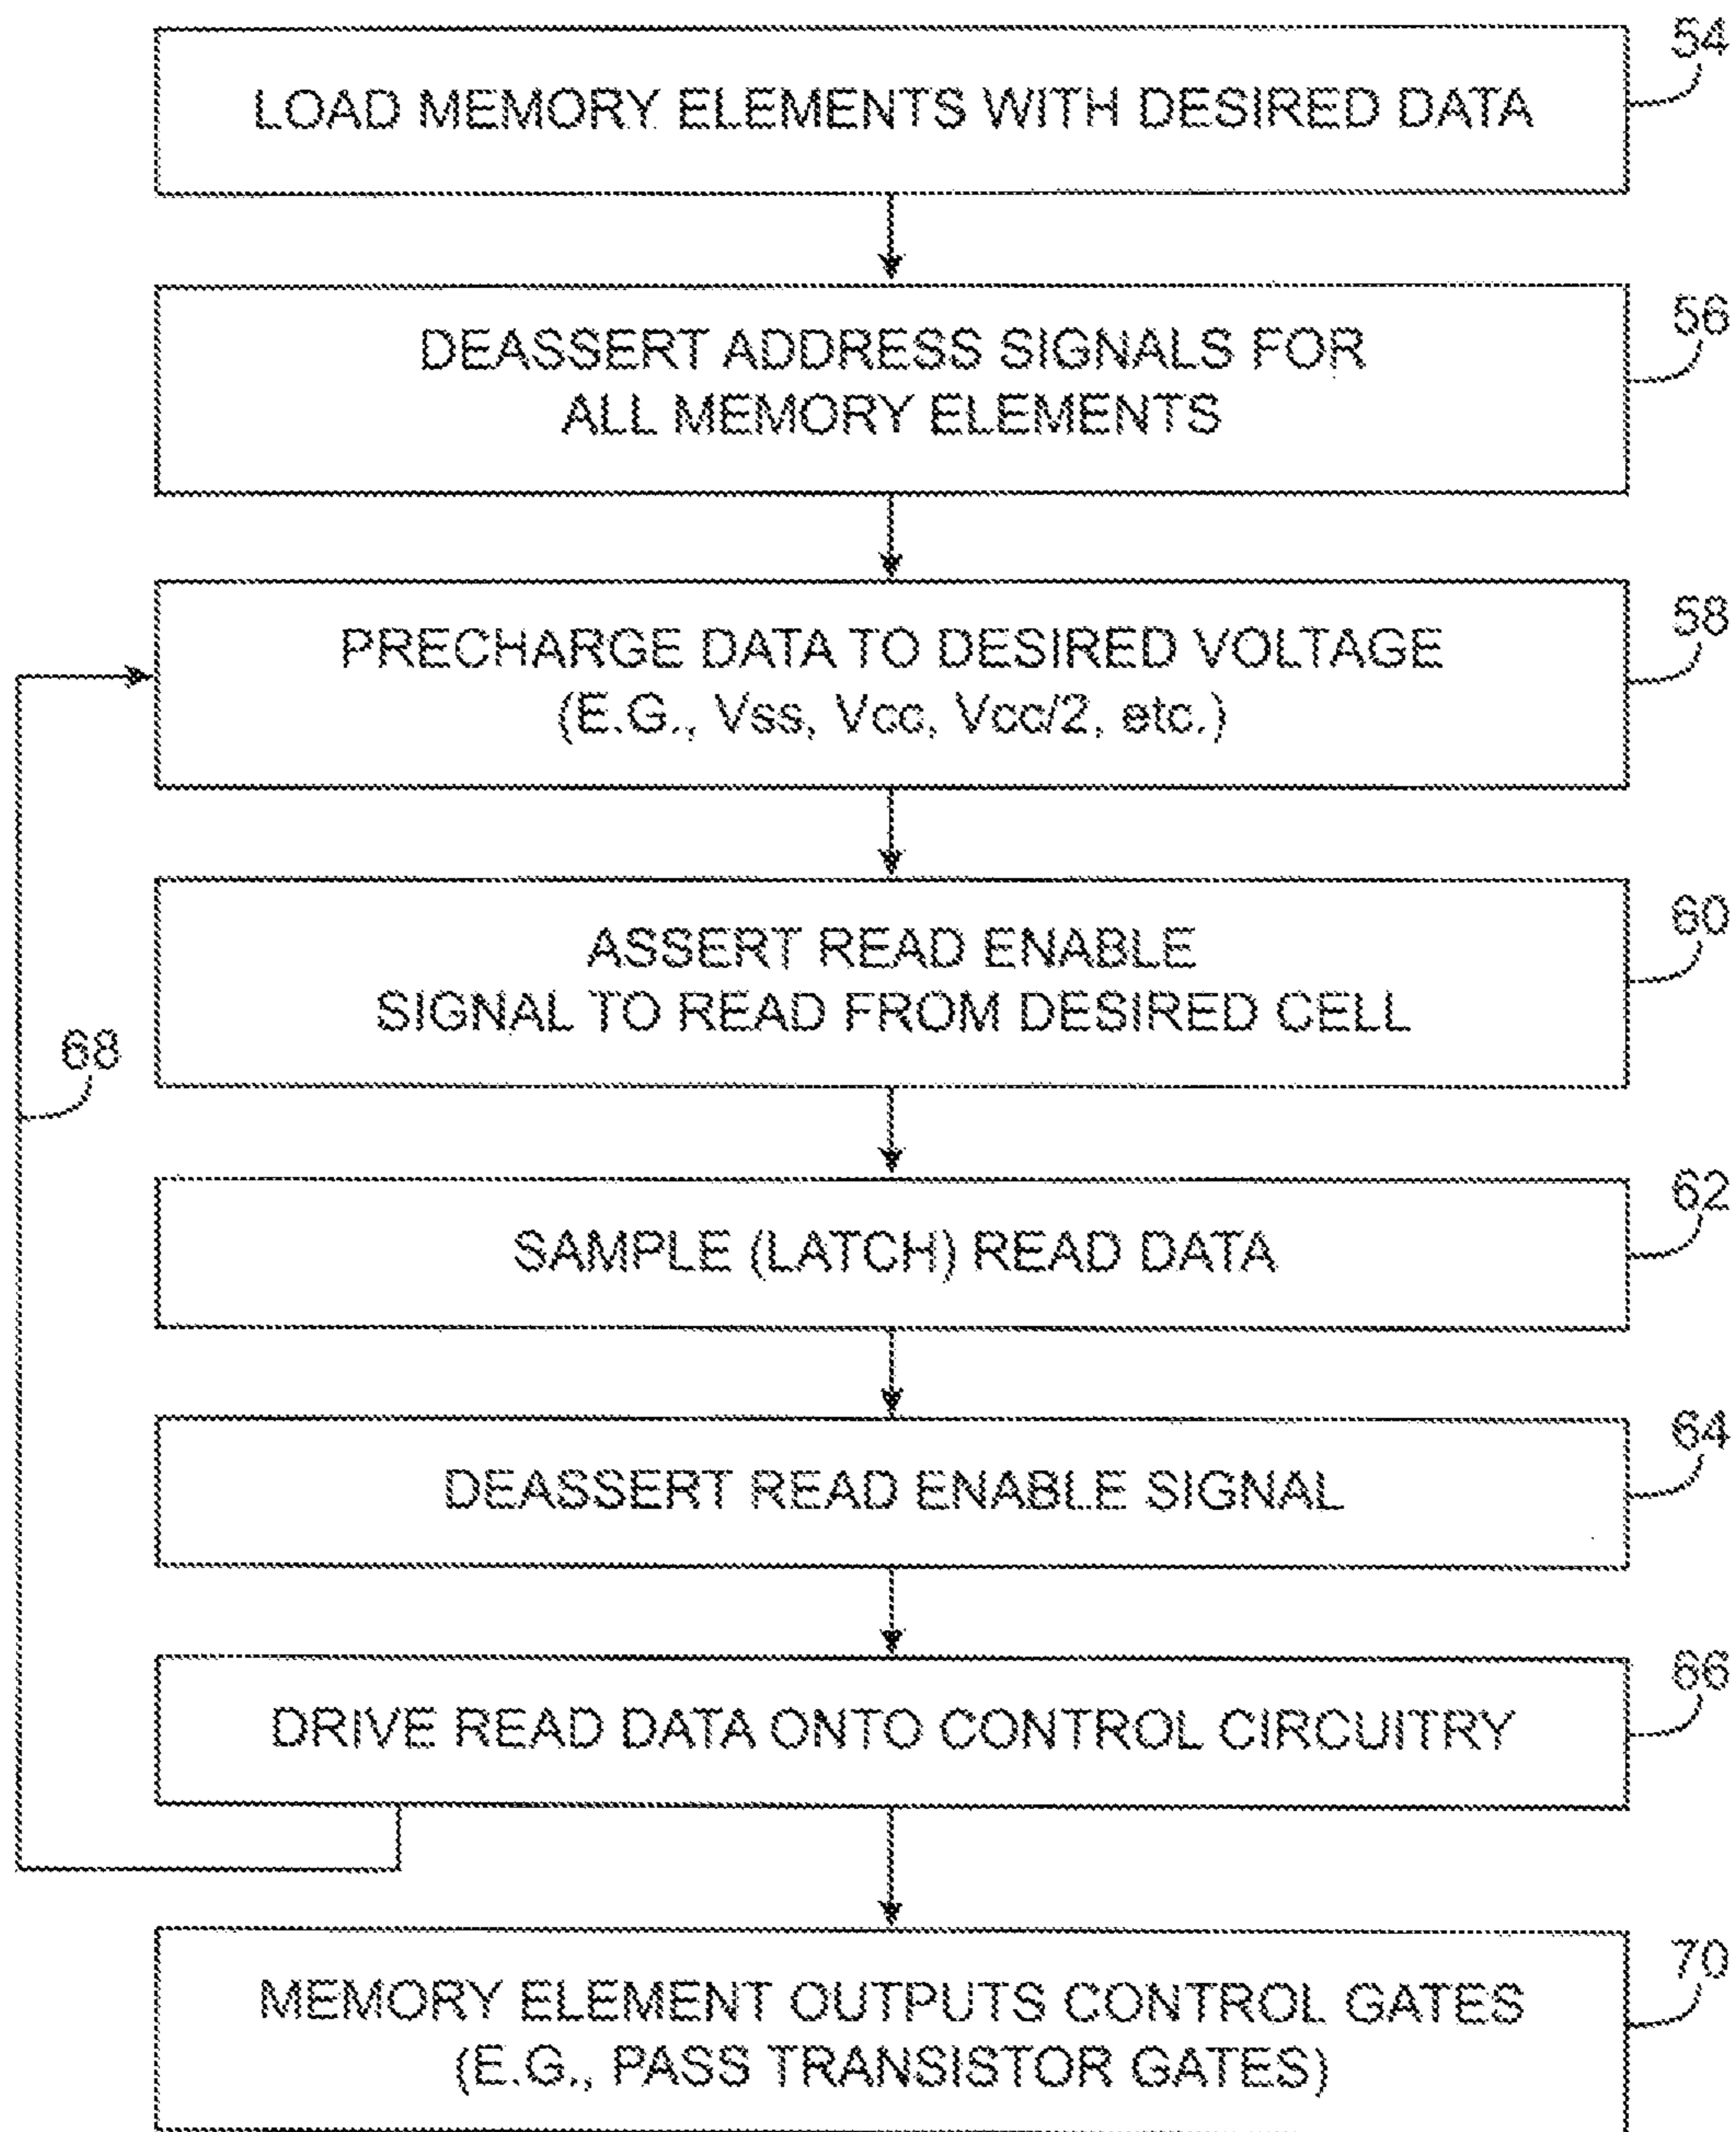 54
LOAD MEMORY ELEMENTS WITH DESIRED DATA
56
DEASSERT ADDRESS SIGNALS FOR
ALL MEMORY ELEMENTS
58
PRECHARGE DATA TO DESIRED VOLTAGE
(E.G., Vss, Vcc, Vcc/2, etc.)
60
ASSERT READ ENABLE
SIGNAL TO READ FROM DESIRED CELL
68
62
SAMPLE (LATCH) READ DATA
64
DEASSERT READ ENABLE SIGNAL
66
DRIVE READ DATA ONTO CONTROL CIRCUITRY
70
MEMORY ELEMENT OUTPUTS CONTROL GATES
(E.G., PASS TRANSISTOR GATES)